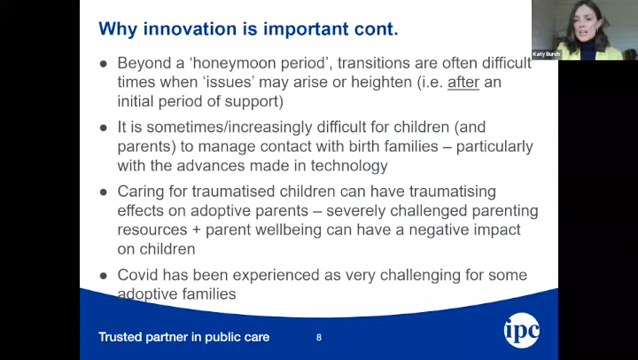 Why innovation is important cont.
Katy Burch
● Beyond a ‘honeymoon period’, transitions are often difficult
times when ‘issues’ may arise or heighten (i.e. after an
initial period of support)
● It is sometimes/increasingly difficult for children (and
parents) to manage contact with birth families – particularly
with the advances made in technology
● Caring for traumatised children can have traumatising
effects on adoptive parents – severely challenged parenting
resources + parent wellbeing can have a negative impact
on children
● Covid has been experienced as very challenging for some
adoptive families
Trusted partner in public care
8
ipc